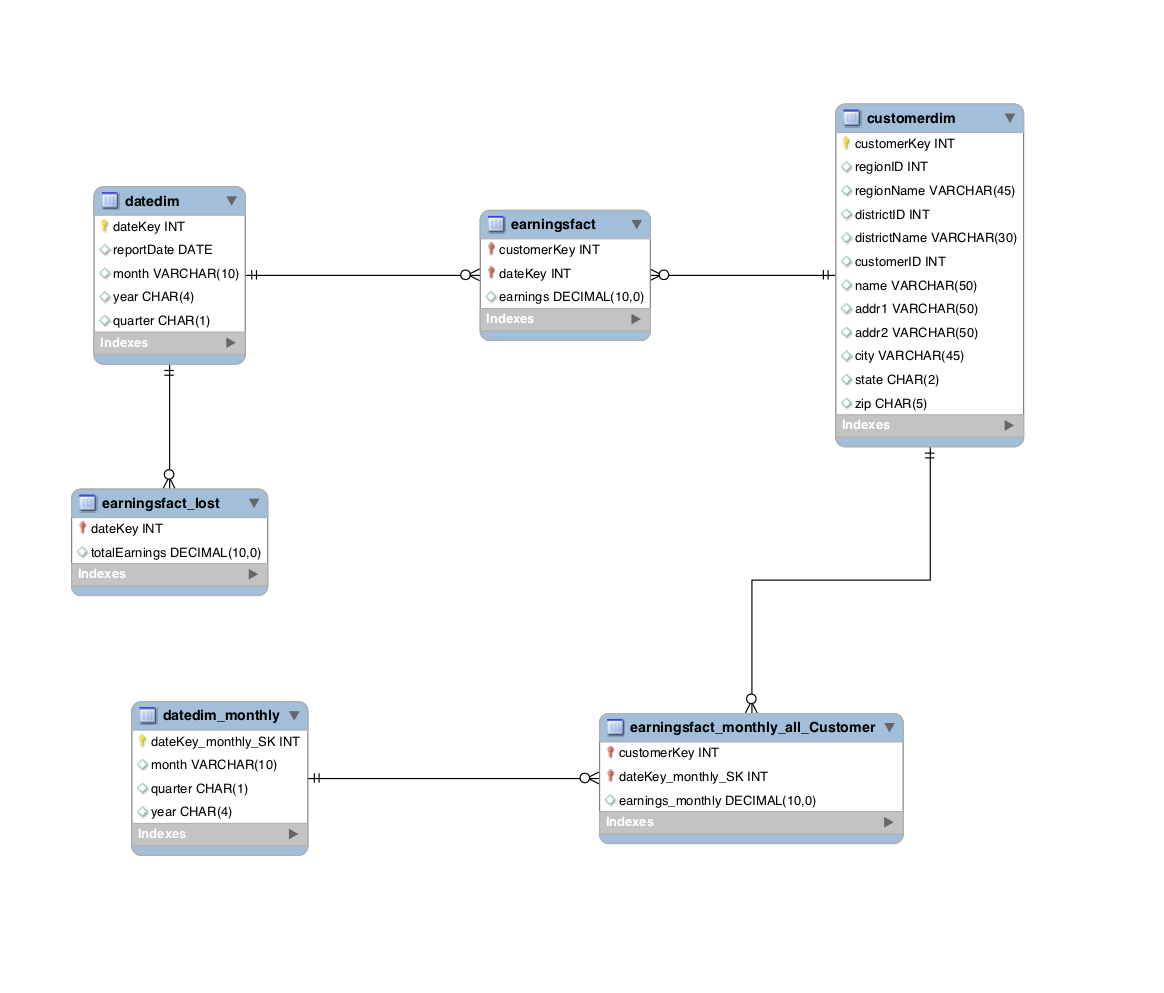 customerdim
customerKey INT
regionID INT
regionName VARCHAR(45)
districtID INT
districtName VARCHAR(30)
customerID INT
name VARCHAR(50)
addr1 VARCHAR(50)
addr2 VARCHAR(50)
city VARCHAR(45)
state CHAR(2)
zip CHAR(5)
Indexes
datedim
dateKey INT
reportDate DATE
month VARCHAR(10)
year CHAR(4)
quarter CHAR(1)
Indexes
earningsfact
customerKey INT
dateKey INT
earnings DECIMAL(10,0)
Indexes
earningsfact_lost
dateKey INT
totalEarnings DECIMAL(10,0)
Indexes
datedim_monthly
dateKey_monthly_SK INT
month VARCHAR(10)
quarter CHAR(1)
year CHAR(4)
Indexes
earningsfact_monthly_all_Customer
customerKey INT
dateKey_monthly_SK INT
earnings_monthly DECIMAL(10,0)
Indexes